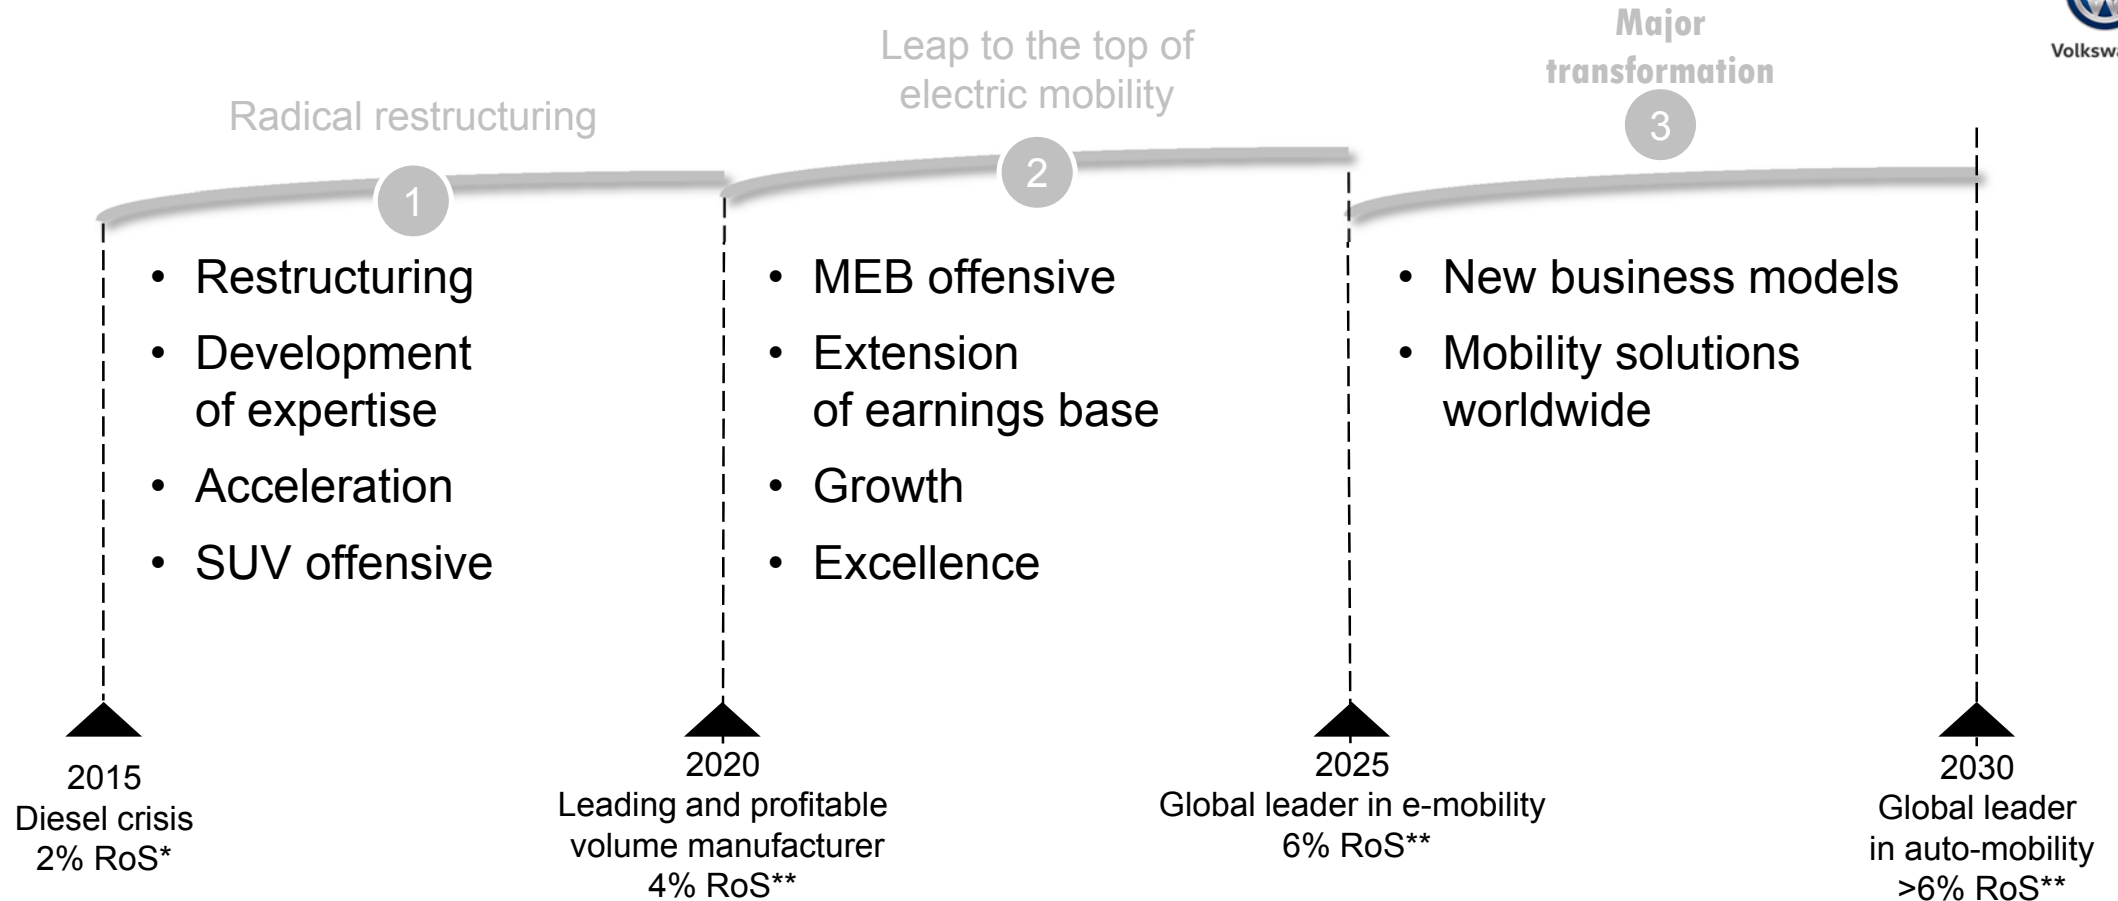 Major
transformation
Leap to the top of
electric mobility
Radical restructuring
1
2
3
• Restructuring
• Development
of expertise
• Acceleration
• SUV offensive
• MEB offensive
• Extension
of earnings base
• Growth
• Excellence
• New business models
• Mobility solutions
worldwide
2015
Diesel crisis
2% RoS*
2020
Leading and profitable
volume manufacturer
4% RoS**
2025
Global leader in e-mobility
6% RoS**
2030
Global leader
in auto-mobility
>6% RoS**